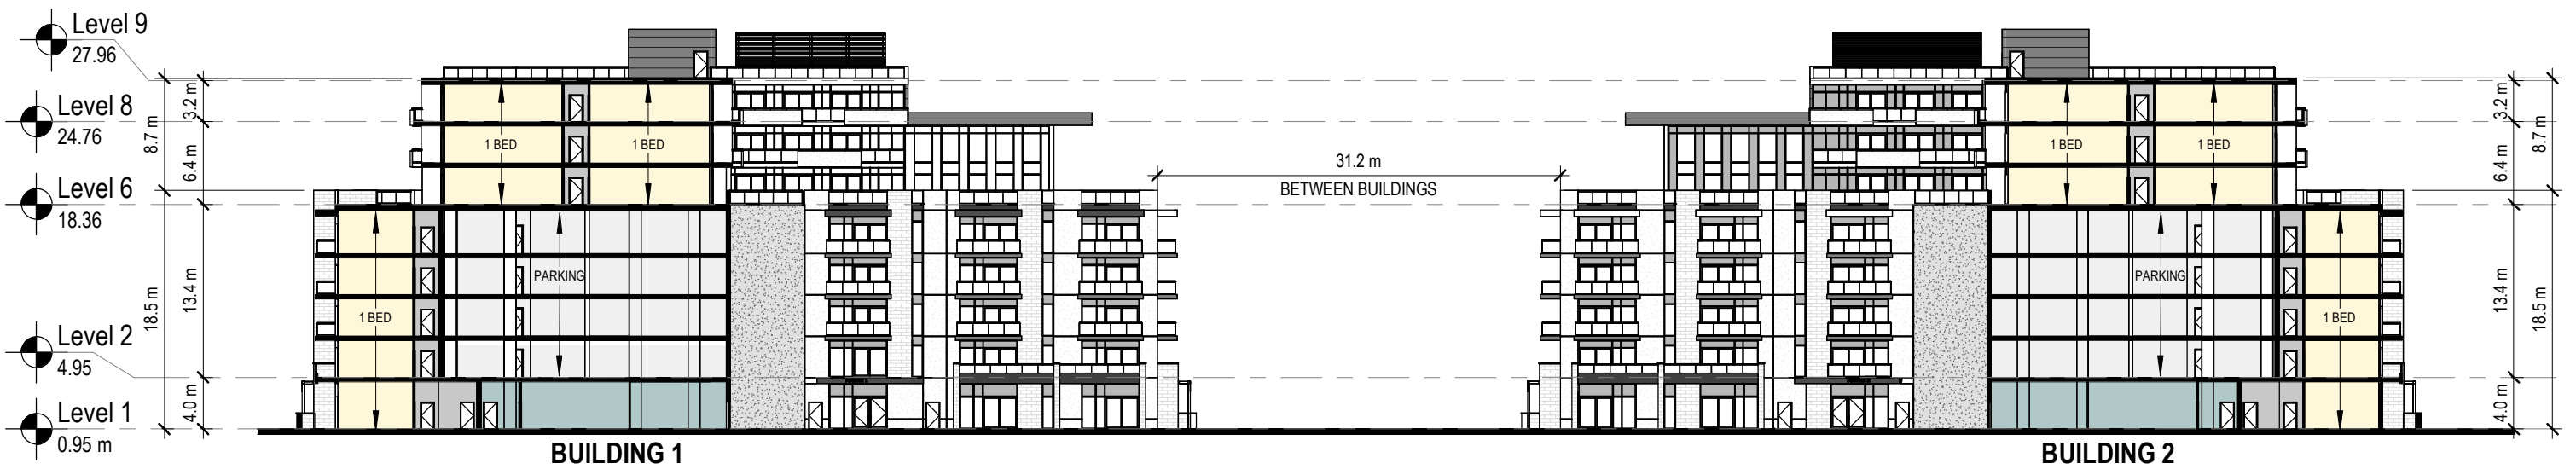 Level 9
27.96
Level 8
24.76
Level 6
18.36
Level 2
4.95
Level 1
0.95 m
8.7 m
18.5 m
3.2 m
6.4 m
13.4 m
4.0 m
1 BED
1 BED
PARKING
1 BED
31.2 m
BETWEEN BUILDINGS
1 BED
1 BED
PARKING
1 BED
3.2 m
6.4 m
13.4 m
4.0 m
8.7 m
18.5 m
BUILDING 1
BUILDING 2